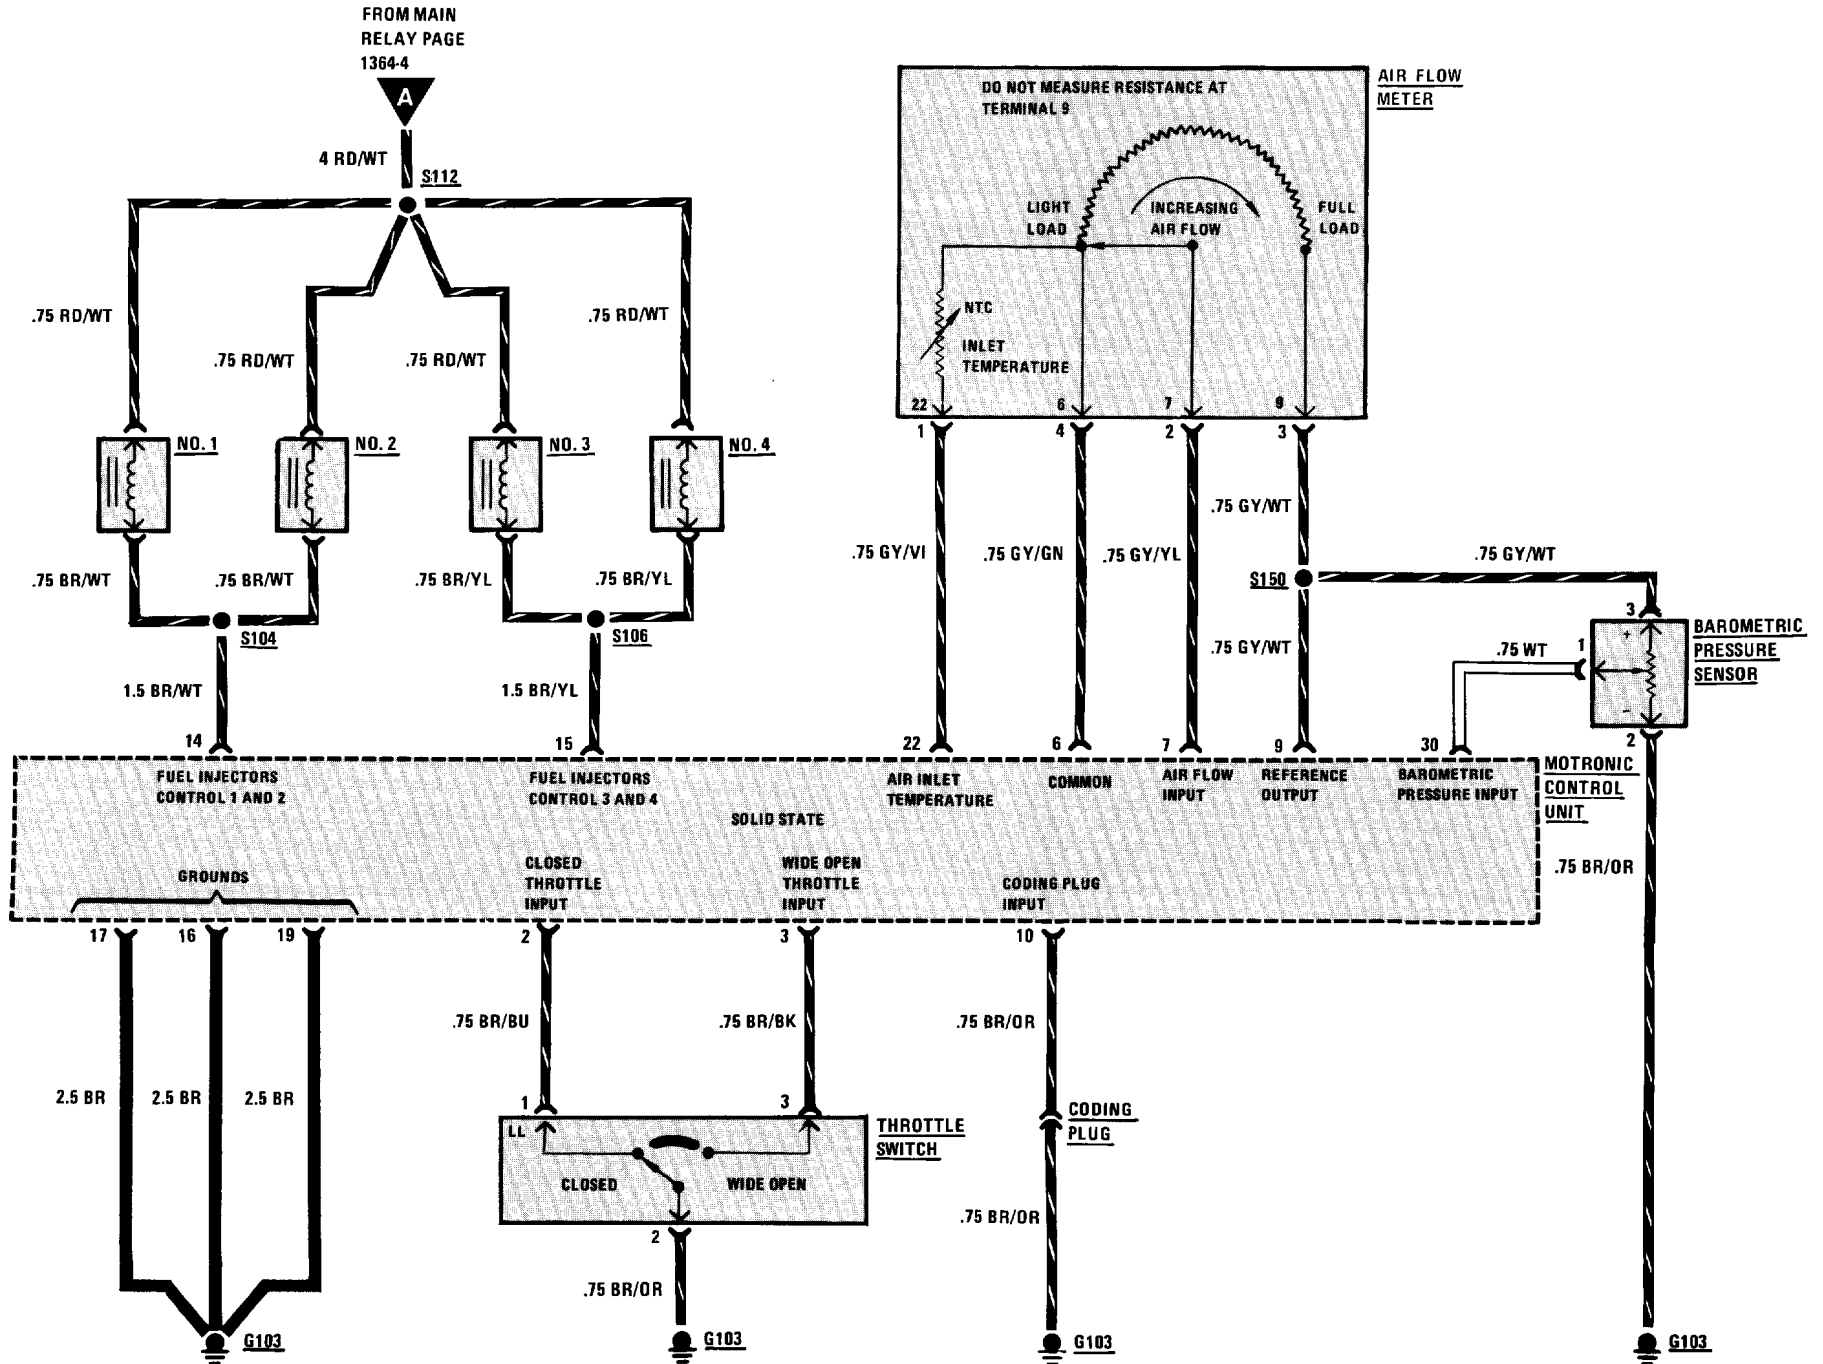 FROM MAIN
RELAY PAGE
1364-4
A
4 RD/WT
S112
.75 RD/WT
.75 RD/WT
.75 RD/WT
.75 RD/WT
NO. 1
NO. 2
NO. 3
NO. 4
.75 BR/WT
.75 BR/WT
.75 BR/YL
.75 BR/YL
S104
S106
1.5 BR/WT
1.5 BR/YL
14
15
AIR FLOW
METER
DO NOT MEASURE RESISTANCE AT
TERMINAL 9
LIGHT
LOAD
INCREASING
AIR FLOW
FULL
LOAD
NTC
INLET
TEMPERATURE
22
6
7
9
1
4
2
3
.75 GY/VI
.75 GY/GN
.75 GY/YL
.75 GY/WT
S150
.75 GY/WT
.75 GY/WT
3
BAROMETRIC
PRESSURE
SENSOR
+
-
1
.75 WT
2
22
6
7
9
30
MOTRONIC
CONTROL
UNIT
FUEL INJECTORS
CONTROL 1 AND 2
FUEL INJECTORS
CONTROL 3 AND 4
AIR INLET
TEMPERATURE
COMMON
AIR FLOW
INPUT
REFERENCE
OUTPUT
BAROMETRIC
PRESSURE INPUT
SOLID STATE
GROUNDS
CLOSED
THROTTLE
INPUT
WIDE OPEN
THROTTLE
INPUT
CODING PLUG
INPUT
.75 BR/OR
17
16
19
2
3
10
2.5 BR
2.5 BR
2.5 BR
.75 BR/BU
.75 BR/BK
.75 BR/OR
1
3
LL
CLOSED
WIDE OPEN
THROTTLE
SWITCH
CODING
PLUG
2
.75 BR/OR
.75 BR/OR
G103
G103
G103
G103